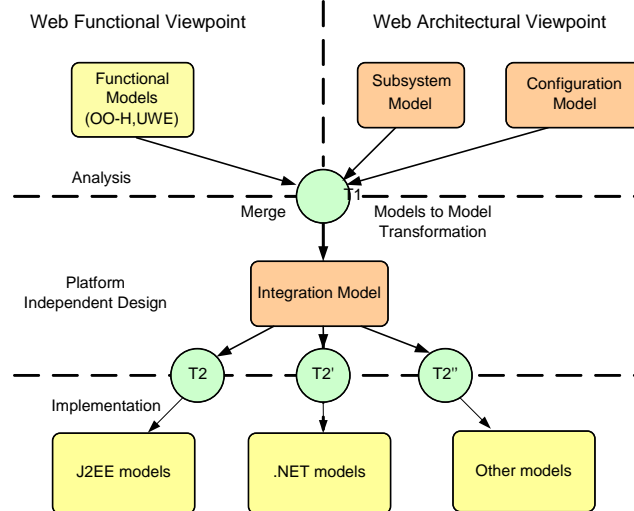 Web Functional Viewpoint
Web Architectural Viewpoint
Functional
Models
(OO-H,UWE)
Subsystem
Model
Configuration
Model
Analysis
T1
Merge
Models to Model
Transformation
Platform
Independent Design
Integration Model
T2
T2'
T2''
Implementation
J2EE models
.NET models
Other models